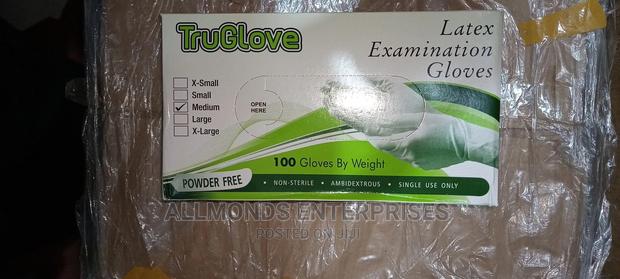 TruGlove
Latex
Examination
Gloves
X-Small
Small
Medium
Large
X-Large
OPEN
HERE
100 Gloves By Weight
POWDER FREE
• NON-STERILE • AMBIDEXTROUS • SINGLE USE ONLY
ALLMONDS ENTERPRISES
POSTED ON JIJI